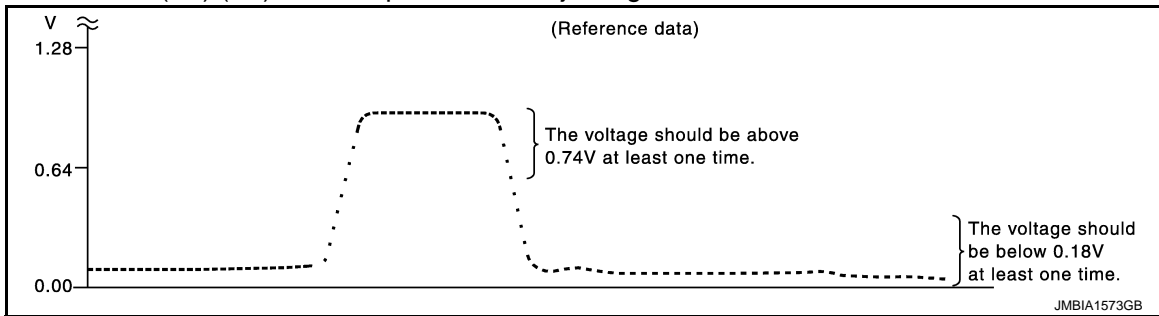 V
(Reference data)
1.28
The voltage should be above
0.74V at least one time.
0.64
The voltage should
be below 0.18V
at least one time.
0.00
JMBIA1573GB